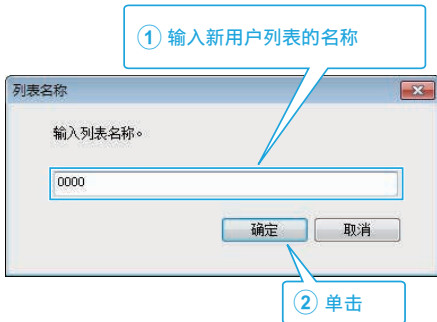 ① 输入新用户列表的名称
列表名称
输入列表名称。
0000
确定 取消
② 单击